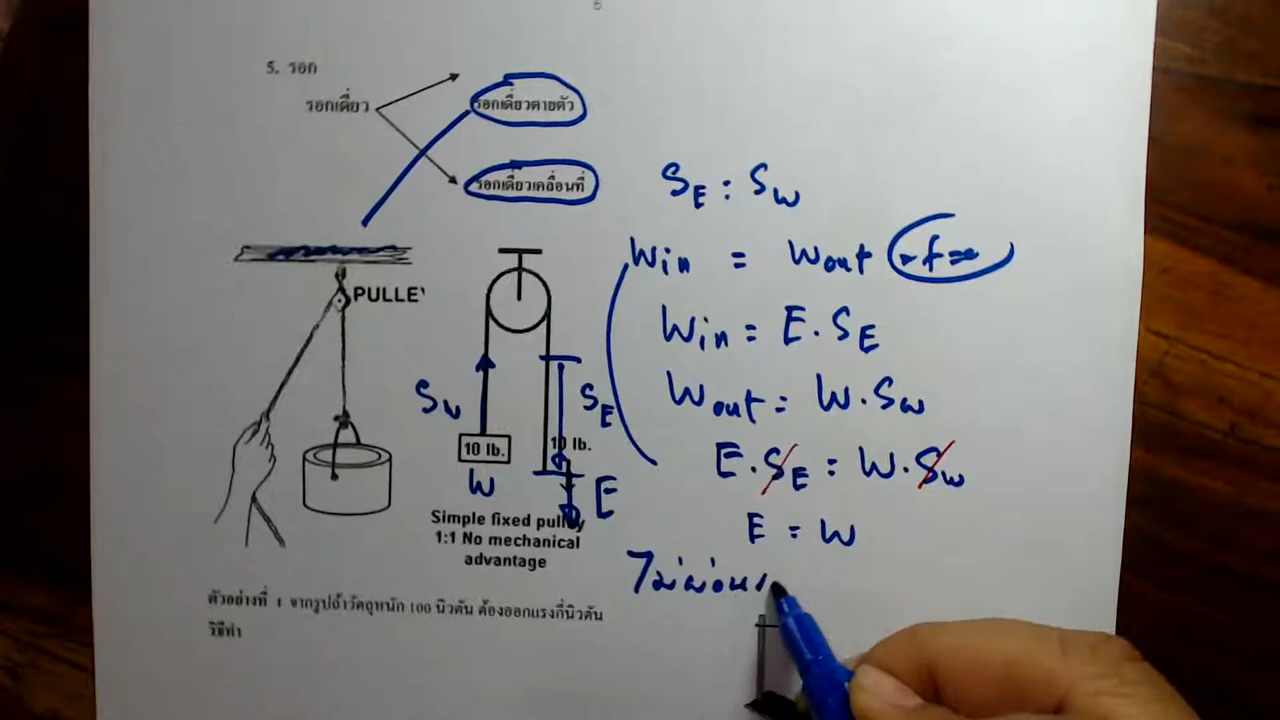 5. รอก
รอกเดี่ยว
รอกเดี่ยวตายตัว
รอกเดี่ยวเคลื่อนที่
S_E : S_W
W_in = W_out
W_in = E.S_E
W_out = W.S_W
E.S_E = W.S_W
E = W
ไม่ผ่อนแ
PULLEY
S_W
S_E
10 lb.
10 lb.
W
E
Simple fixed pulley
1:1 No mechanical
advantage
ตัวอย่างที่ 1 จากรูปถ้าวัตถุหนัก 100 นิวตัน ต้องออกแรงกี่นิวตัน
วิธีทำ